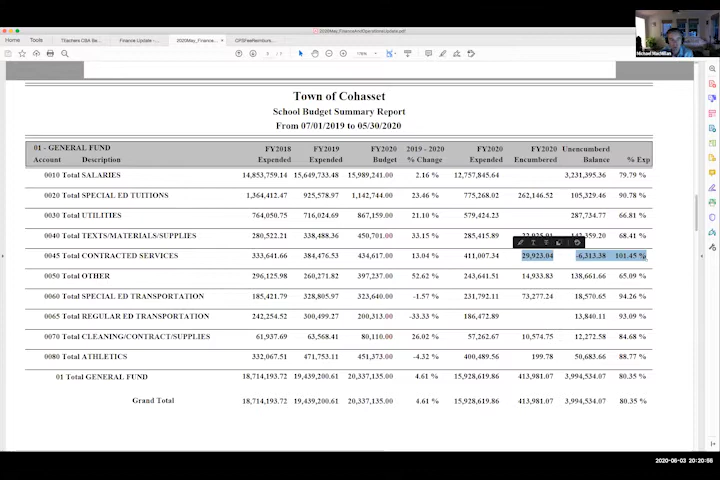 2020May_FinanceAndOperationsUpdate.pdf
Home Tools Teachers CBA Se... Finance Update -... 2020May_Finance... × CPSFeeReimburs...
Michael MacMillan
Town of Cohasset
School Budget Summary Report
From 07/01/2019 to 05/30/2020
01 - GENERAL FUND FY2018 FY2019 FY2020 2019 - 2020 FY2020 FY2020 Unencumberd
Account Description Expended Expended Budget % Change Expended Encumbered Balance % Exp
0010 Total SALARIES 14,853,759.14 15,649,733.48 15,989,241.00 2.16 % 12,757,845.64 3,231,395.36 79.79 %
0020 Total SPECIAL ED TUITIONS 1,364,412.47 925,578.97 1,142,744.00 23.46 % 775,268.02 262,146.52 105,329.46 90.78 %
0030 Total UTILITIES 764,050.75 716,024.69 867,159.00 21.10 % 579,424.23 287,734.77 66.81 %
0040 Total TEXTS/MATERIALS/SUPPLIES 280,522.21 338,488.36 450,701.00 33.15 % 285,415.89 68.41 %
0045 Total CONTRACTED SERVICES 333,641.66 384,476.53 434,617.00 13.04 % 411,007.34 29,923.04 -6,313.38 101.45 %
0050 Total OTHER 296,125.98 260,271.82 397,237.00 52.62 % 243,641.51 14,933.83 138,661.66 65.09 %
0060 Total SPECIAL ED TRANSPORTATION 185,421.79 328,805.97 323,640.00 -1.57 % 231,792.11 73,277.24 18,570.65 94.26 %
0065 Total REGULAR ED TRANSPORTATION 242,254.52 300,499.27 200,313.00 -33.33 % 186,472.89 13,840.11 93.09 %
0070 Total CLEANING/CONTRACT/SUPPLIES 61,937.69 63,568.41 80,110.00 26.02 % 57,262.67 10,574.75 12,272.58 84.68 %
0080 Total ATHLETICS 332,067.51 471,753.11 451,373.00 -4.32 % 400,489.56 199.78 50,683.66 88.77 %
01 Total GENERAL FUND 18,714,193.72 19,439,200.61 20,337,135.00 4.61 % 15,928,619.86 413,981.07 3,994,534.07 80.35 %
Grand Total 18,714,193.72 19,439,200.61 20,337,135.00 4.61 % 15,928,619.86 413,981.07 3,994,534.07 80.35 %
2020-06-03 20:20:58